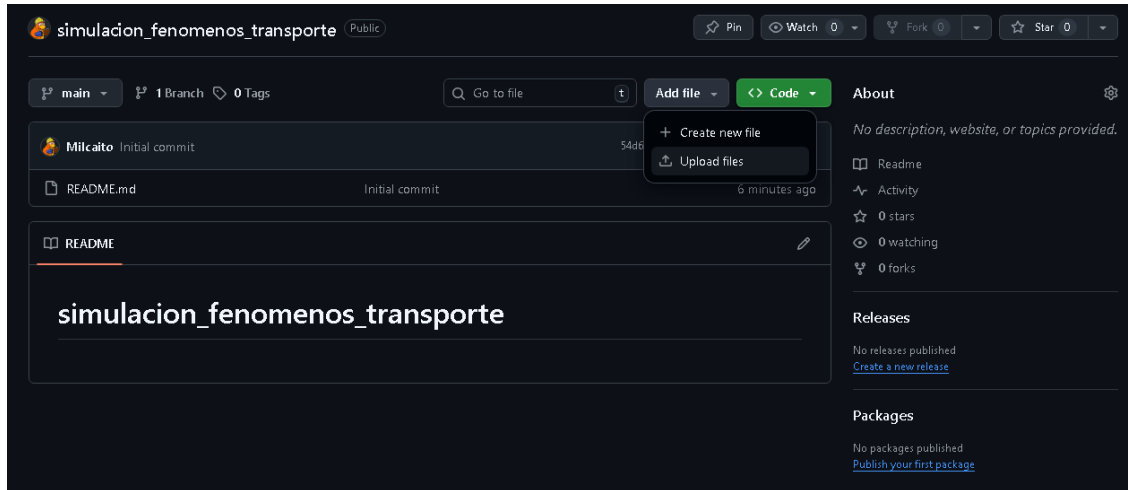 simulacion_fenomenos_transporte Public
Pin
Watch 0
Fork 0
Star 0
main
1 Branch
0 Tags
Go to file t
Add file
Code
Create new file
Upload files
Milcaito Initial commit
54d6
README.md Initial commit 6 minutes ago
README
simulacion_fenomenos_transporte
About
No description, website, or topics provided.
Readme
Activity
0 stars
0 watching
0 forks
Releases
No releases published
Create a new release
Packages
No packages published
Publish your first package